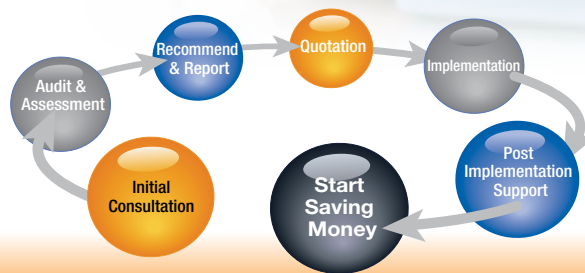 Initial
Consultation
Audit &
Assessment
Recommend
& Report
Quotation
Implementation
Post
Implementation
Support
Start
Saving
Money